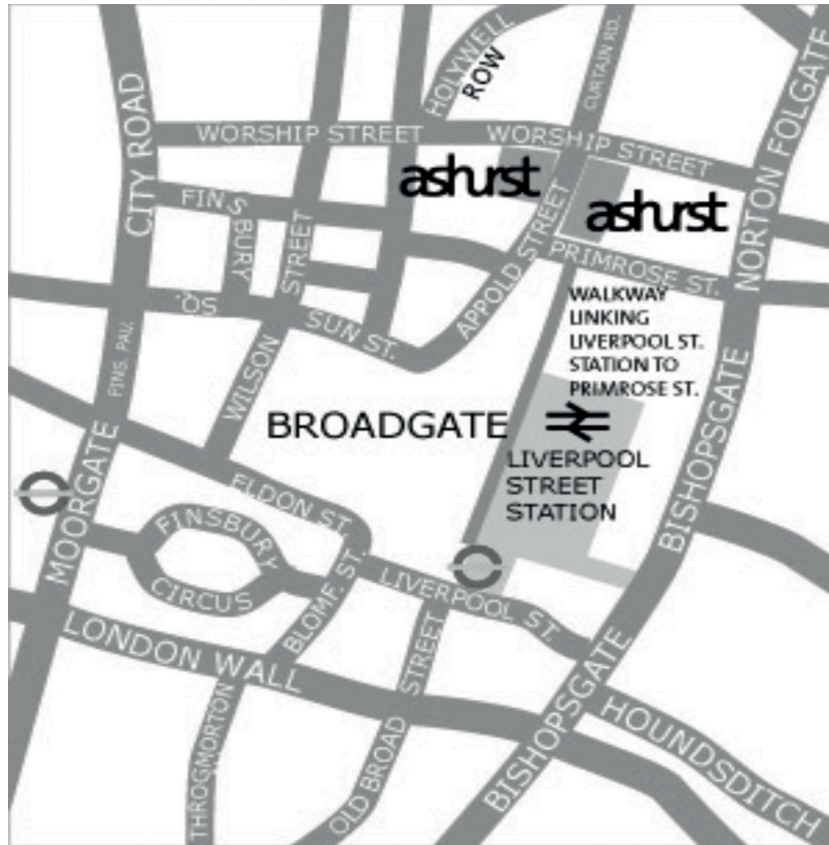 HOLYWELL
ROW
CURTAIN RD.
NORTON FOLGATE
CITY ROAD
WORSHIP STREET
WORSHIP STREET
ashurst
ashurst
FINSBURY
SQ.
STREET
WILSON
SUN ST.
APPOLD STREET
PRIMROSE ST.
WALKWAY
LINKING
LIVERPOOL ST.
STATION TO
PRIMROSE ST.
FINS. PAV.
BROADGATE
LIVERPOOL
STREET
STATION
BISHOPSGATE
MOORGATE
ELDON ST.
FINSBURY
CIRCUS
BLOMF. ST.
LIVERPOOL ST.
LONDON WALL
THROGMORTON
OLD BROAD STREET
BISHOPSGATE
HOUNDSDITCH